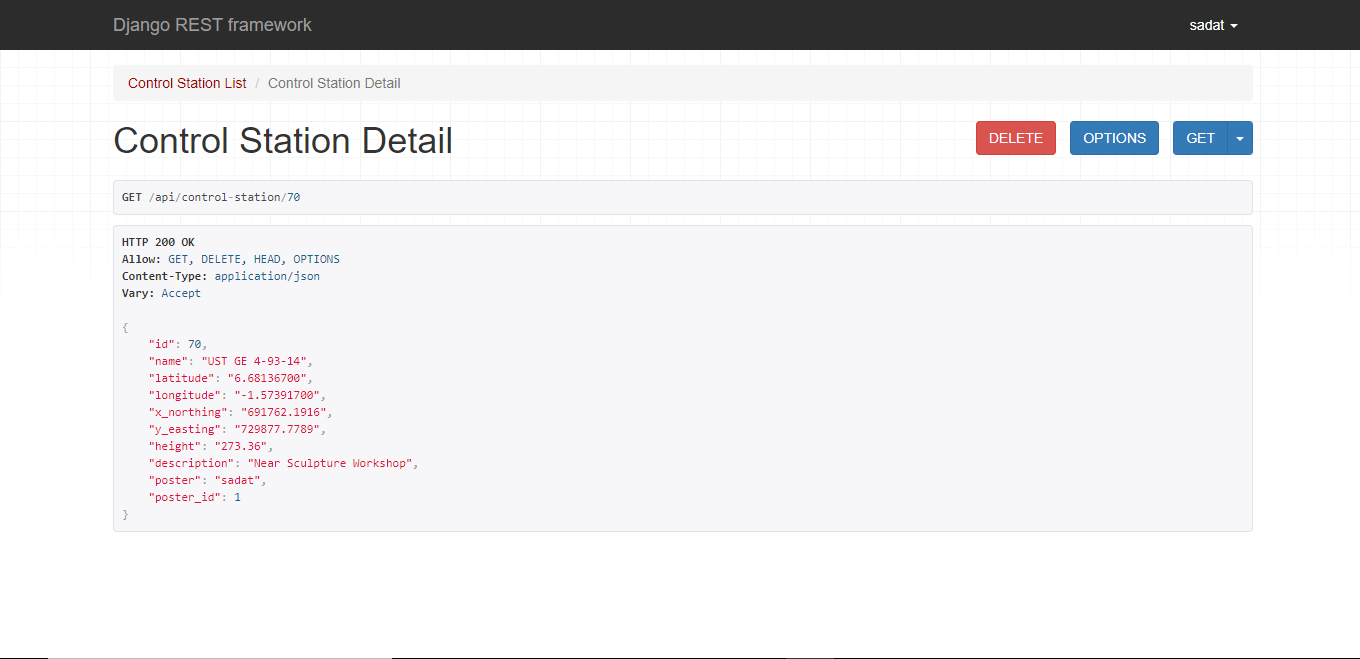 Django REST framework
sadat
Control Station List / Control Station Detail
Control Station Detail
DELETE
OPTIONS
GET
GET /api/control-station/70
HTTP 200 OK
Allow: GET, DELETE, HEAD, OPTIONS
Content-Type: application/json
Vary: Accept
{
    "id": 70,
    "name": "UST GE 4-93-14",
    "latitude": "6.68136700",
    "longitude": "-1.57391700",
    "x_northing": "691762.1916",
    "y_easting": "729877.7789",
    "height": "273.36",
    "description": "Near Sculpture Workshop",
    "poster": "sadat",
    "poster_id": 1
}